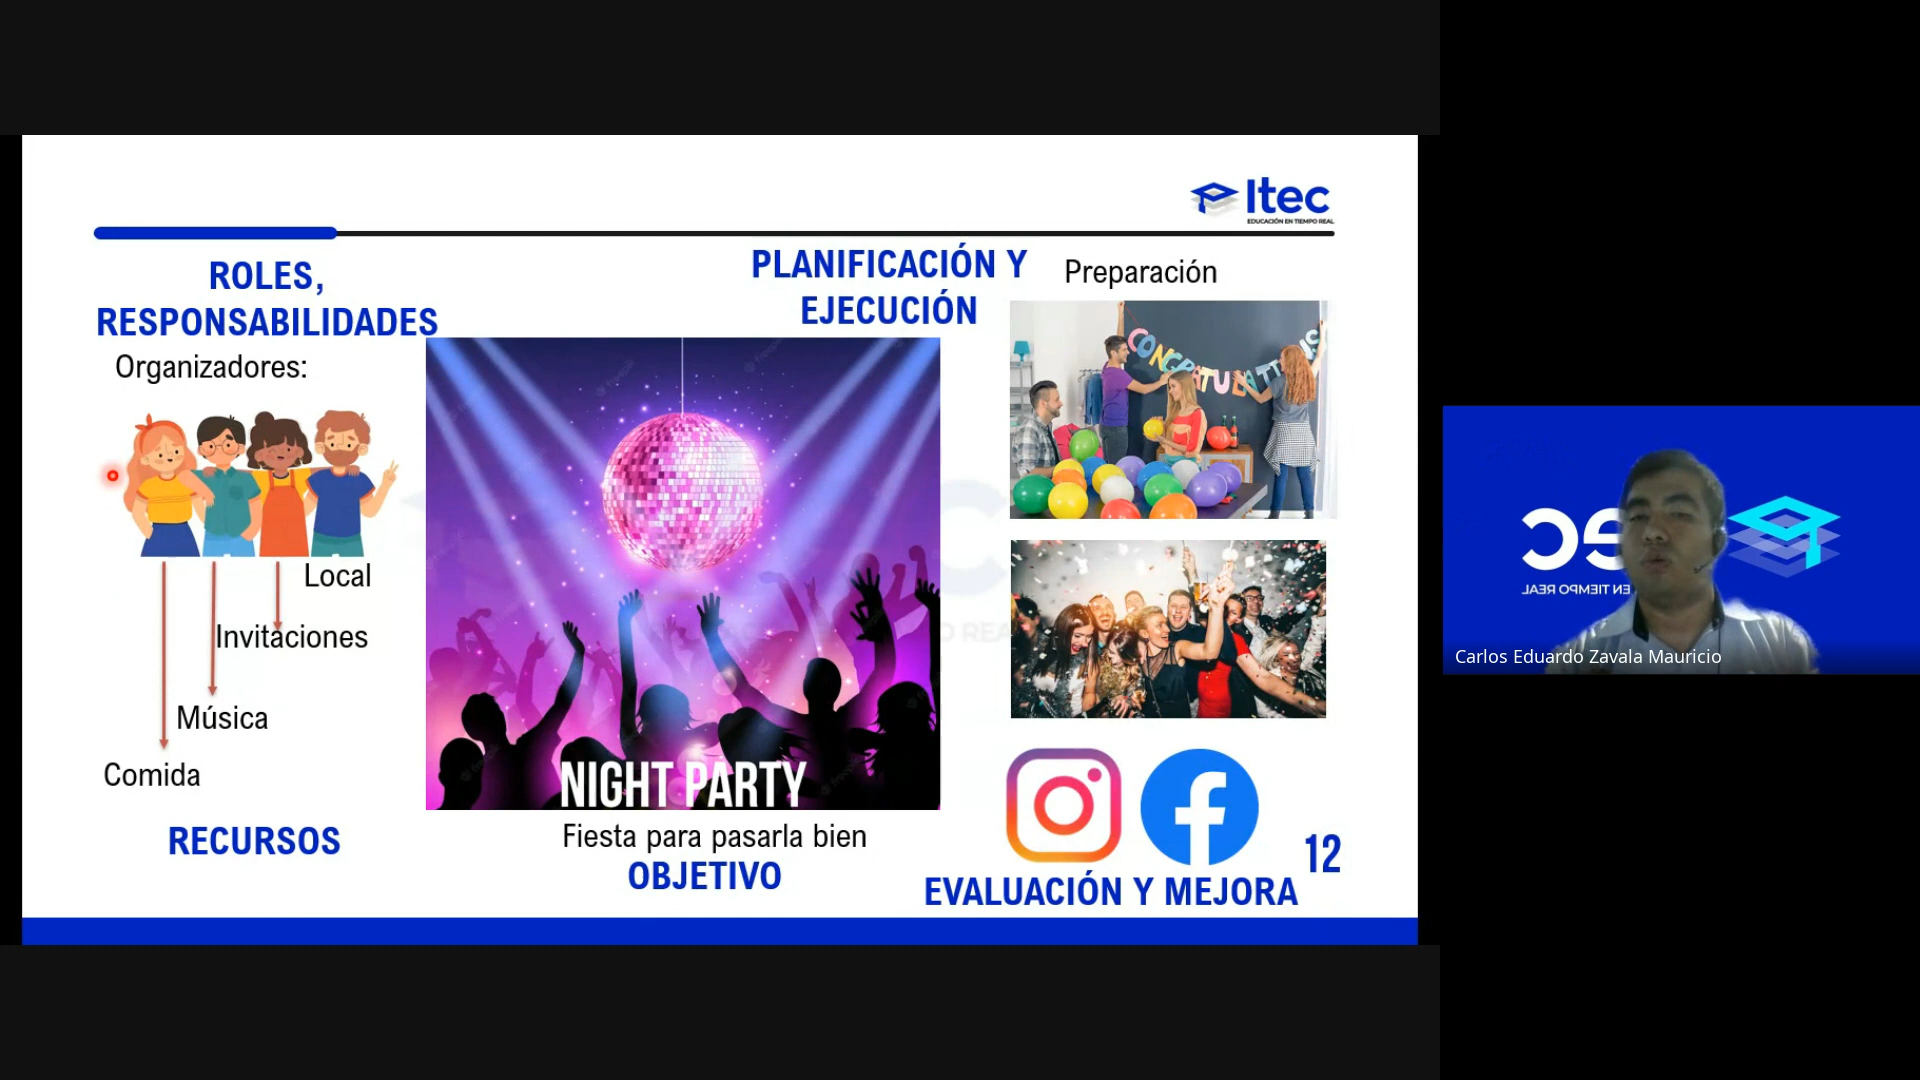 Itec
EDUCACIÓN EN TIEMPO REAL
ROLES,
RESPONSABILIDADES
Organizadores:
Local
Invitaciones
Música
Comida
RECURSOS
NIGHT PARTY
Fiesta para pasarla bien
OBJETIVO
PLANIFICACIÓN Y
EJECUCIÓN
Preparación
CONGRATULATIONS
EVALUACIÓN Y MEJORA
12
EN TIEMPO REAL
Carlos Eduardo Zavala Mauricio